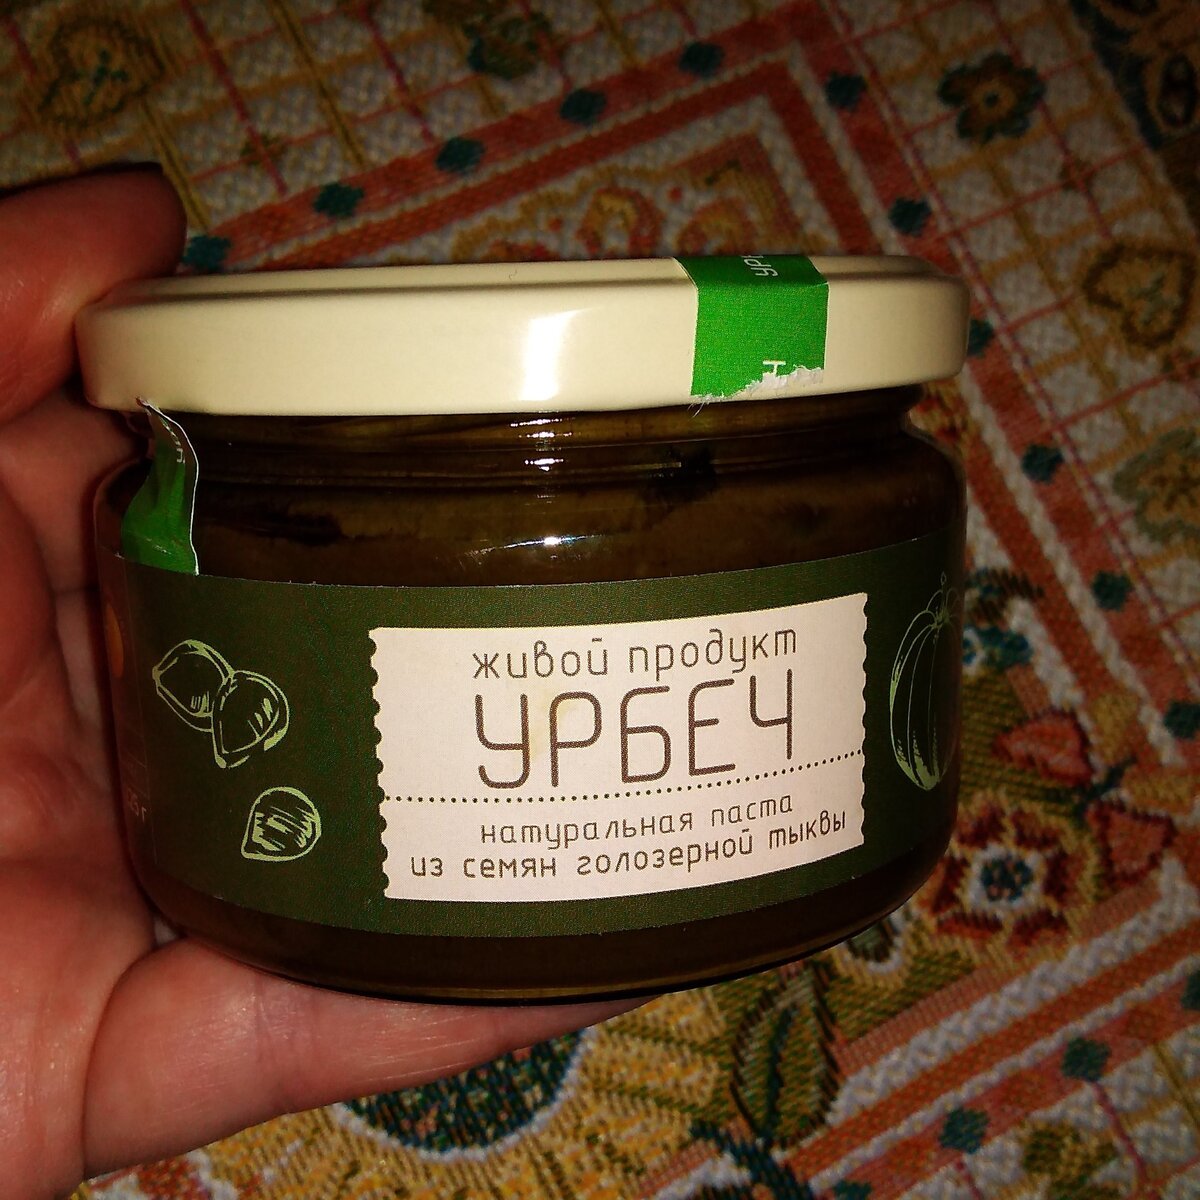 живой продукт
УРБЕЧ
натуральная паста
из семян голозерной тыквы